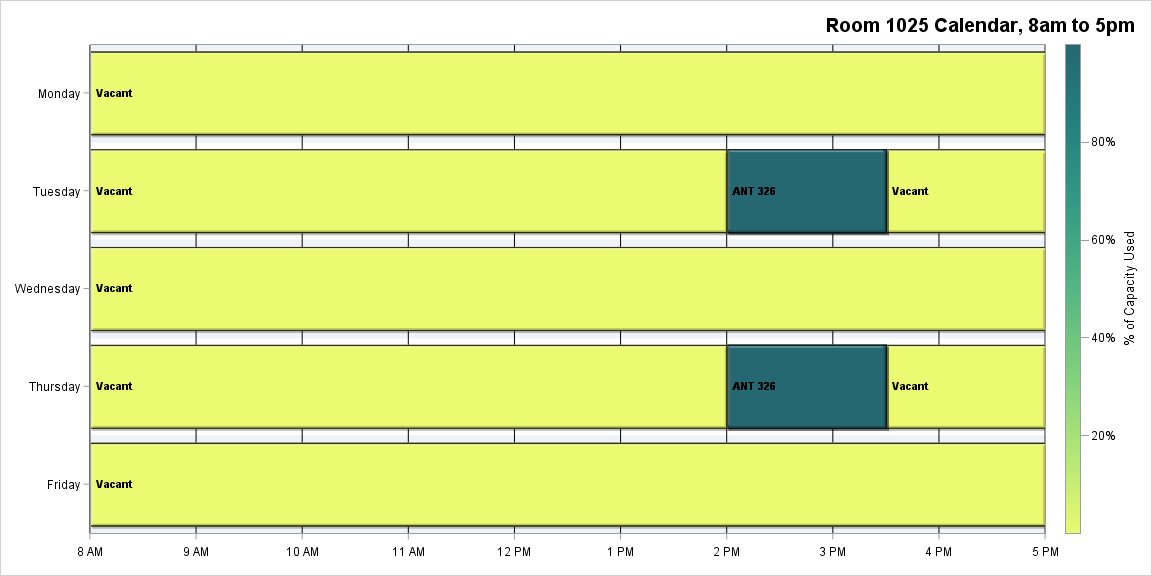 Room 1025 Calendar, 8am to 5pm
Monday
Vacant
Tuesday
Vacant
ANT 326
Vacant
Wednesday
Vacant
Thursday
Vacant
ANT 326
Vacant
Friday
Vacant
8 AM
9 AM
10 AM
11 AM
12 PM
1 PM
2 PM
3 PM
4 PM
5 PM
80%
60%
40%
20%
% of Capacity Used